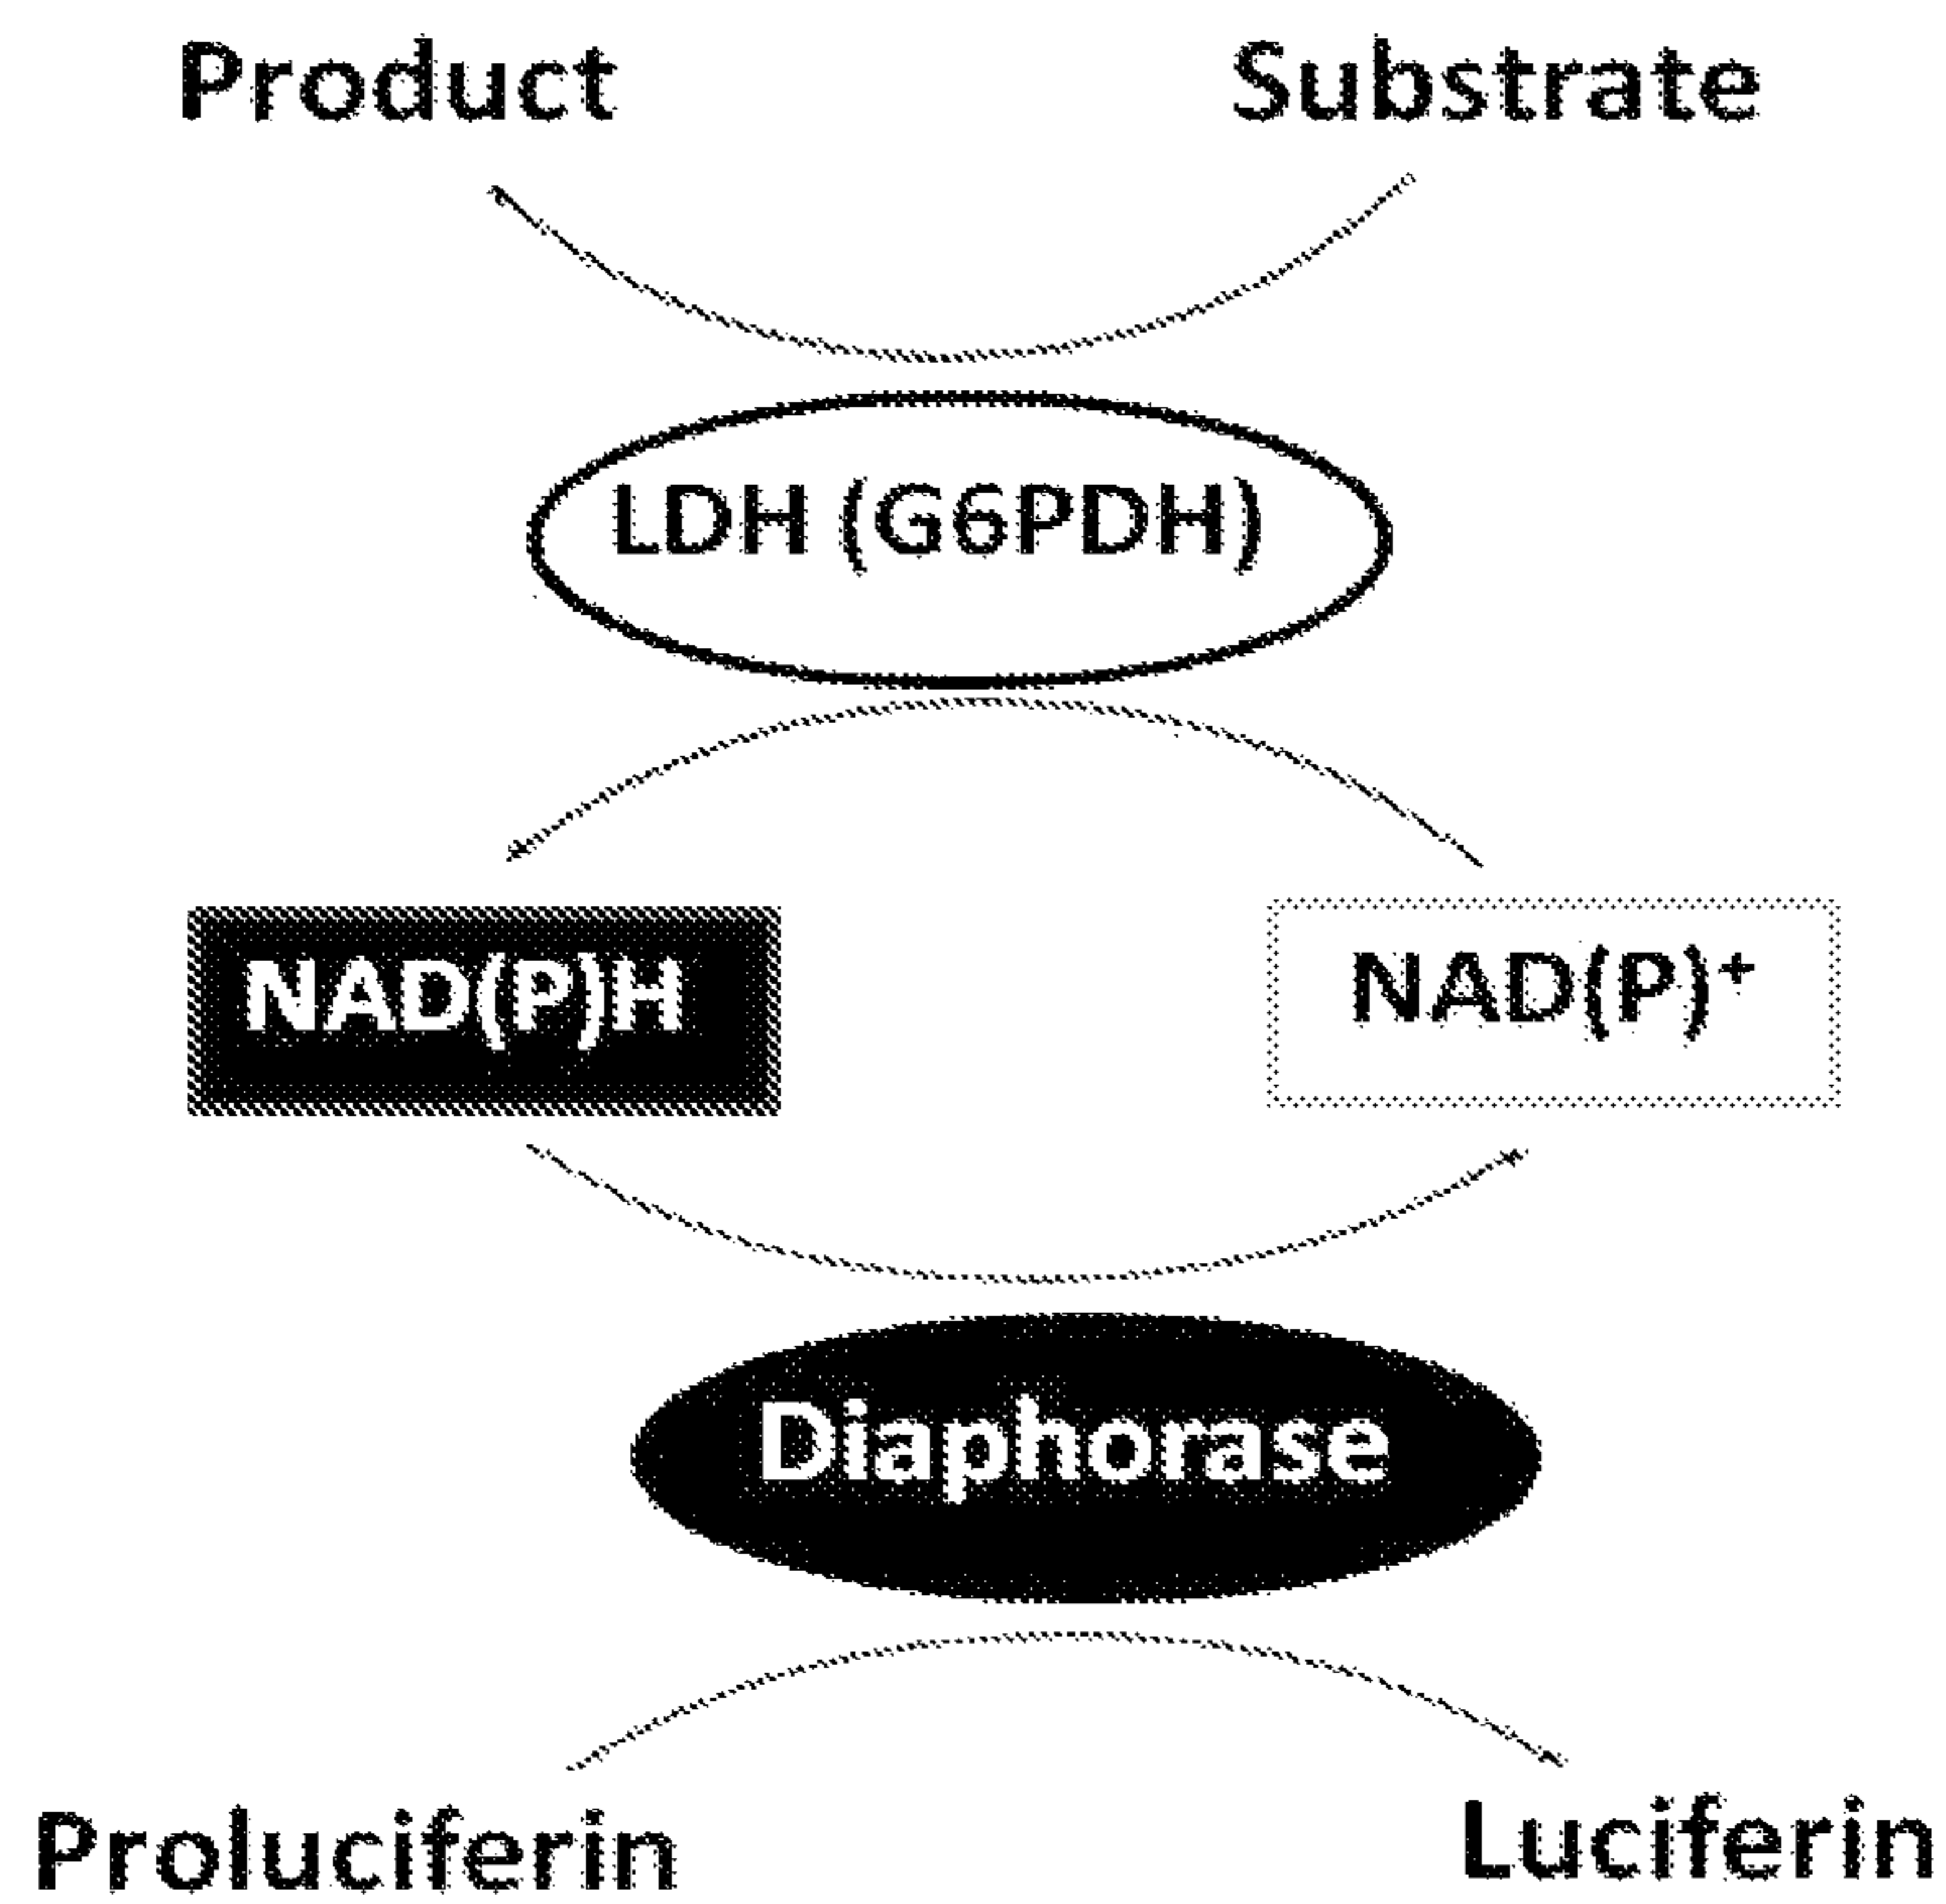 Product Substrate
LDH (G6PDH)
NAD(P)H NAD(P)⁺
Diaphorase
Proluciferin Luciferin